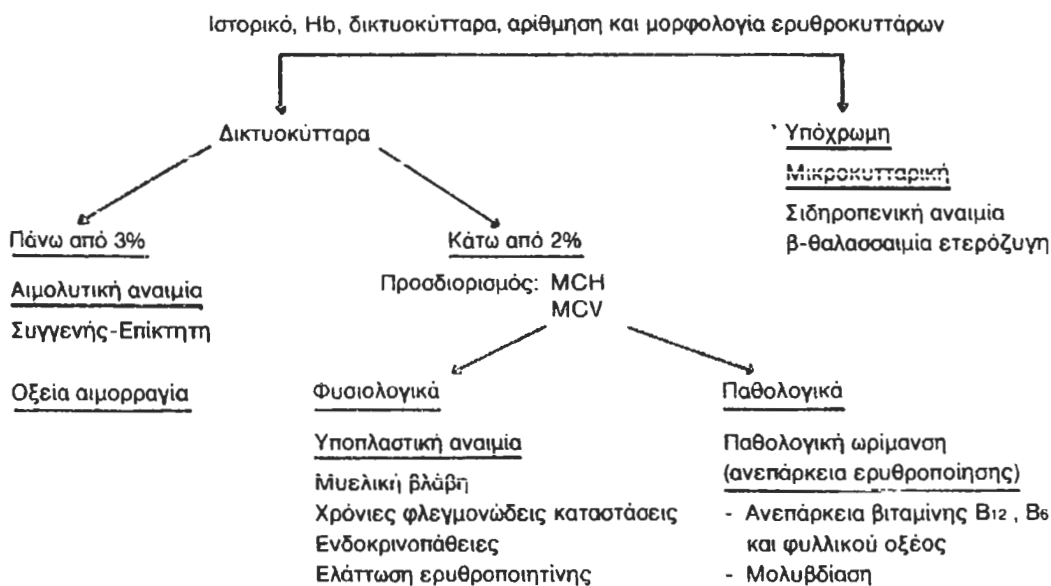 Ιστορικό, Hb, δικτυοκύτταρα, αρίθμηση και μορφολογία ερυθροκυττάρων
Δικτυοκύτταρα
Υπόχρωμη
Μικροκυτταρική
Σιδηροπενική αναιμία
β-θαλασσαιμία ετερόζυγη
Πάνω από 3%
Αιμολυτική αναιμία
Συγγενής-Επίκτητη
Οξεία αιμορραγία
Κάτω από 2%
Προσδιορισμός: MCH
MCV
Φυσιολογικά
Υποπλαστική αναιμία
Μυελική βλάβη
Χρόνιες φλεγμονώδεις καταστάσεις
Ενδοκρινοπάθειες
Ελάττωση ερυθροποιητίνης
Παθολογικά
Παθολογική ωρίμανση
(ανεπάρκεια ερυθροποίησης)
- Ανεπάρκεια βιταμίνης Β12 , Β6
και φυλλικού οξέος
- Μολυβδίαση